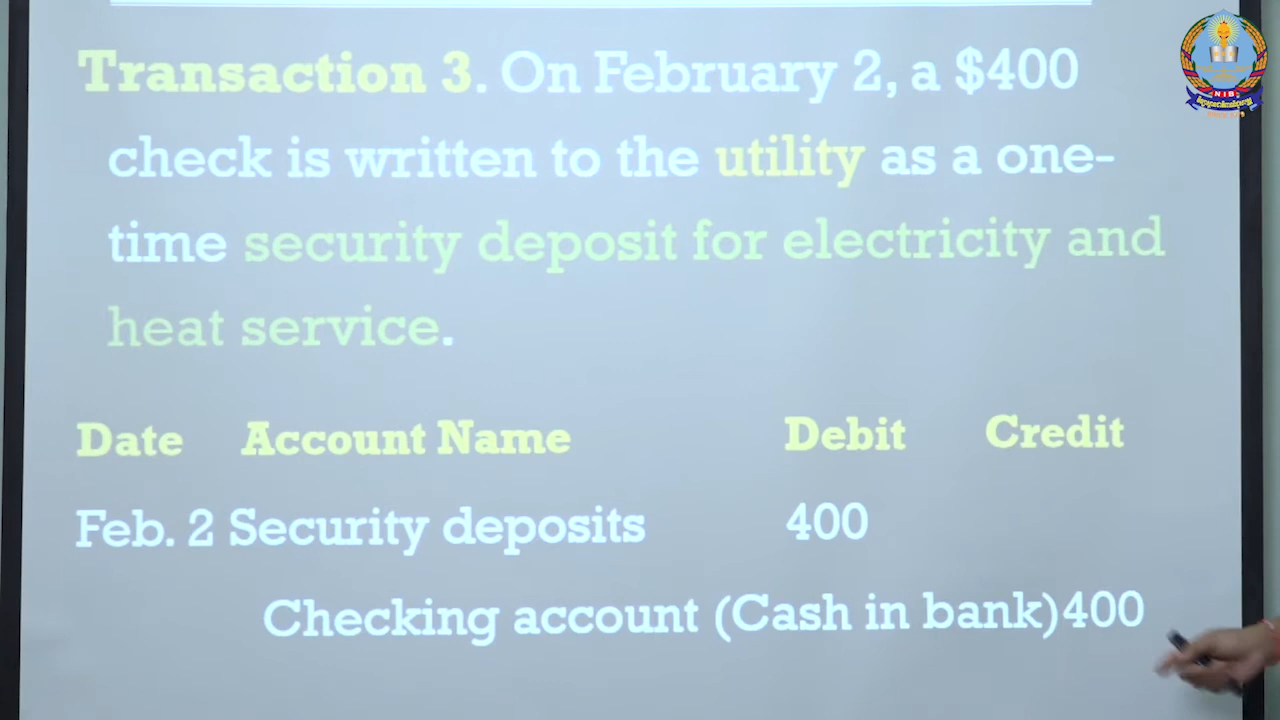 Transaction 3. On February 2, a $400
check is written to the utility as a one-
time security deposit for electricity and
heat service.
Date Account Name Debit Credit
Feb. 2 Security deposits 400
Checking account (Cash in bank)400
NIB